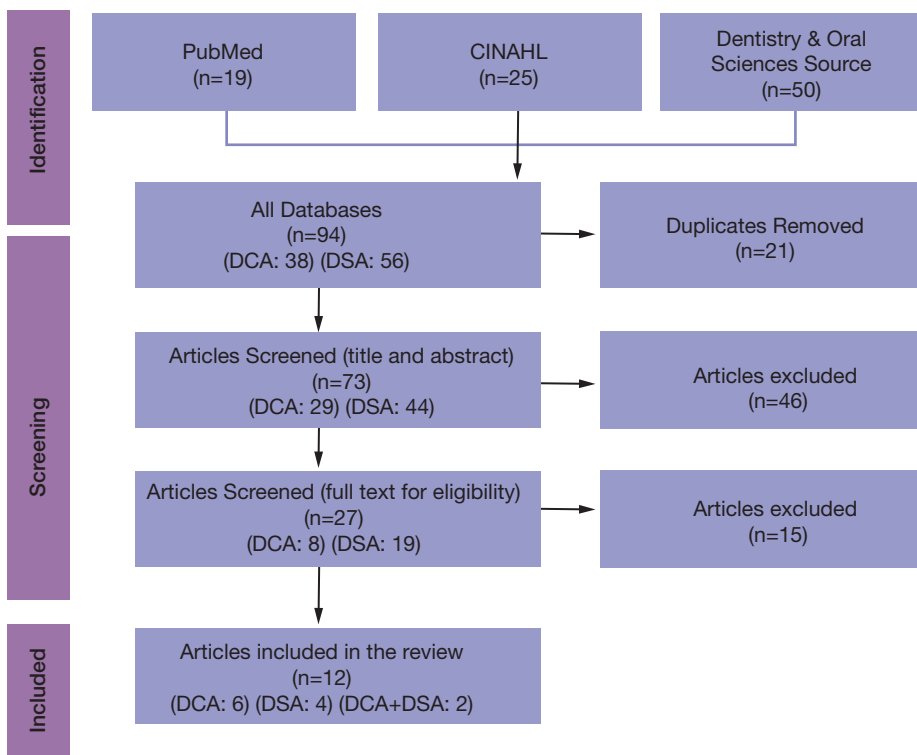 Identification
PubMed
(n=19)
CINAHL
(n=25)
Dentistry & Oral
Sciences Source
(n=50)
All Databases
(n=94)
(DCA: 38) (DSA: 56)
Duplicates Removed
(n=21)
Screening
Articles Screened (title and abstract)
(n=73)
(DCA: 29) (DSA: 44)
Articles excluded
(n=46)
Articles Screened (full text for eligibility)
(n=27)
(DCA: 8) (DSA: 19)
Articles excluded
(n=15)
Included
Articles included in the review
(n=12)
(DCA: 6) (DSA: 4) (DCA+DSA: 2)